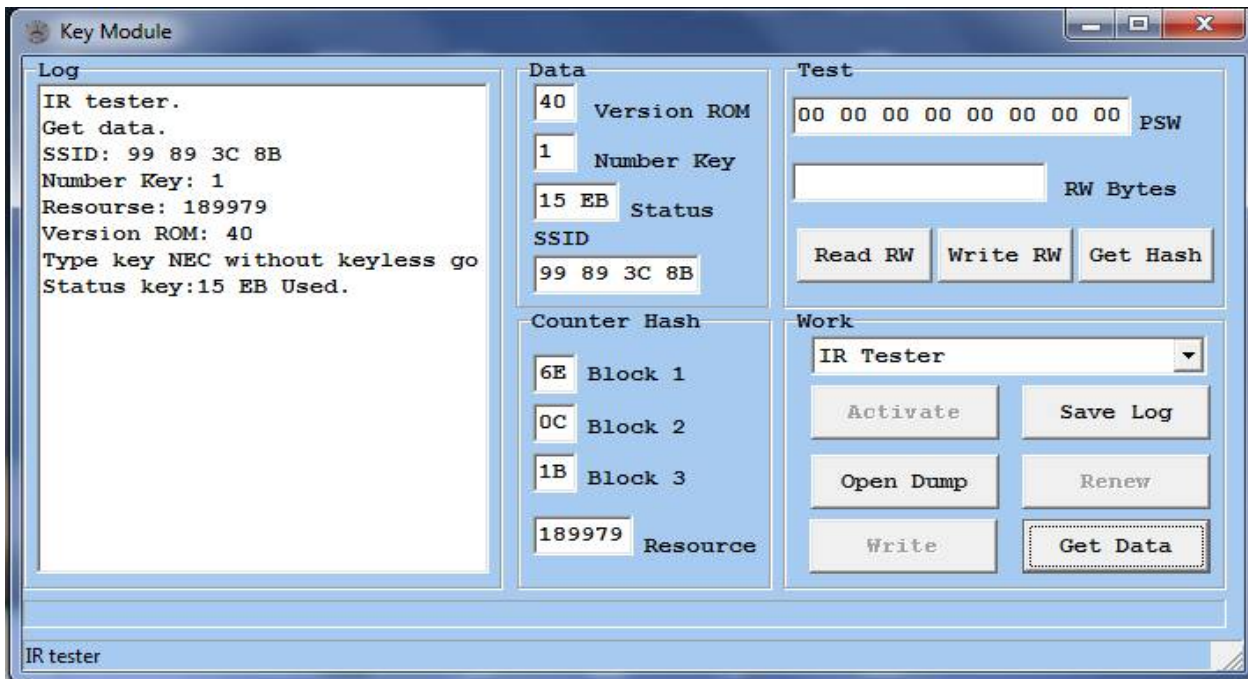 Key Module
Log
IR tester.
Get data.
SSID: 99 89 3C 8B
Number Key: 1
Resourse: 189979
Version ROM: 40
Type key NEC without keyless go
Status key:15 EB Used.
Data
40 Version ROM
1 Number Key
15 EB Status
SSID
99 89 3C 8B
Counter Hash
6E Block 1
0C Block 2
1B Block 3
189979 Resource
Test
00 00 00 00 00 00 00 00 PSW
RW Bytes
Read RW Write RW Get Hash
Work
IR Tester
Activate Save Log
Open Dump Renew
Write Get Data
IR tester